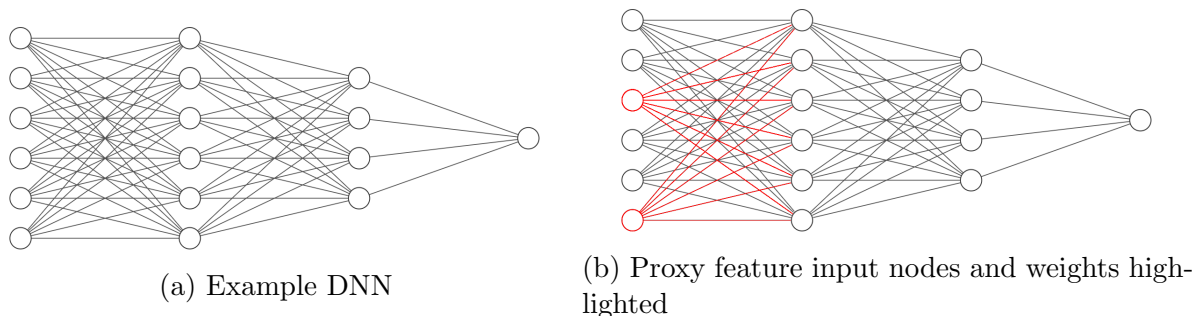 (a) Example DNN
(b) Proxy feature input nodes and weights high-
lighted